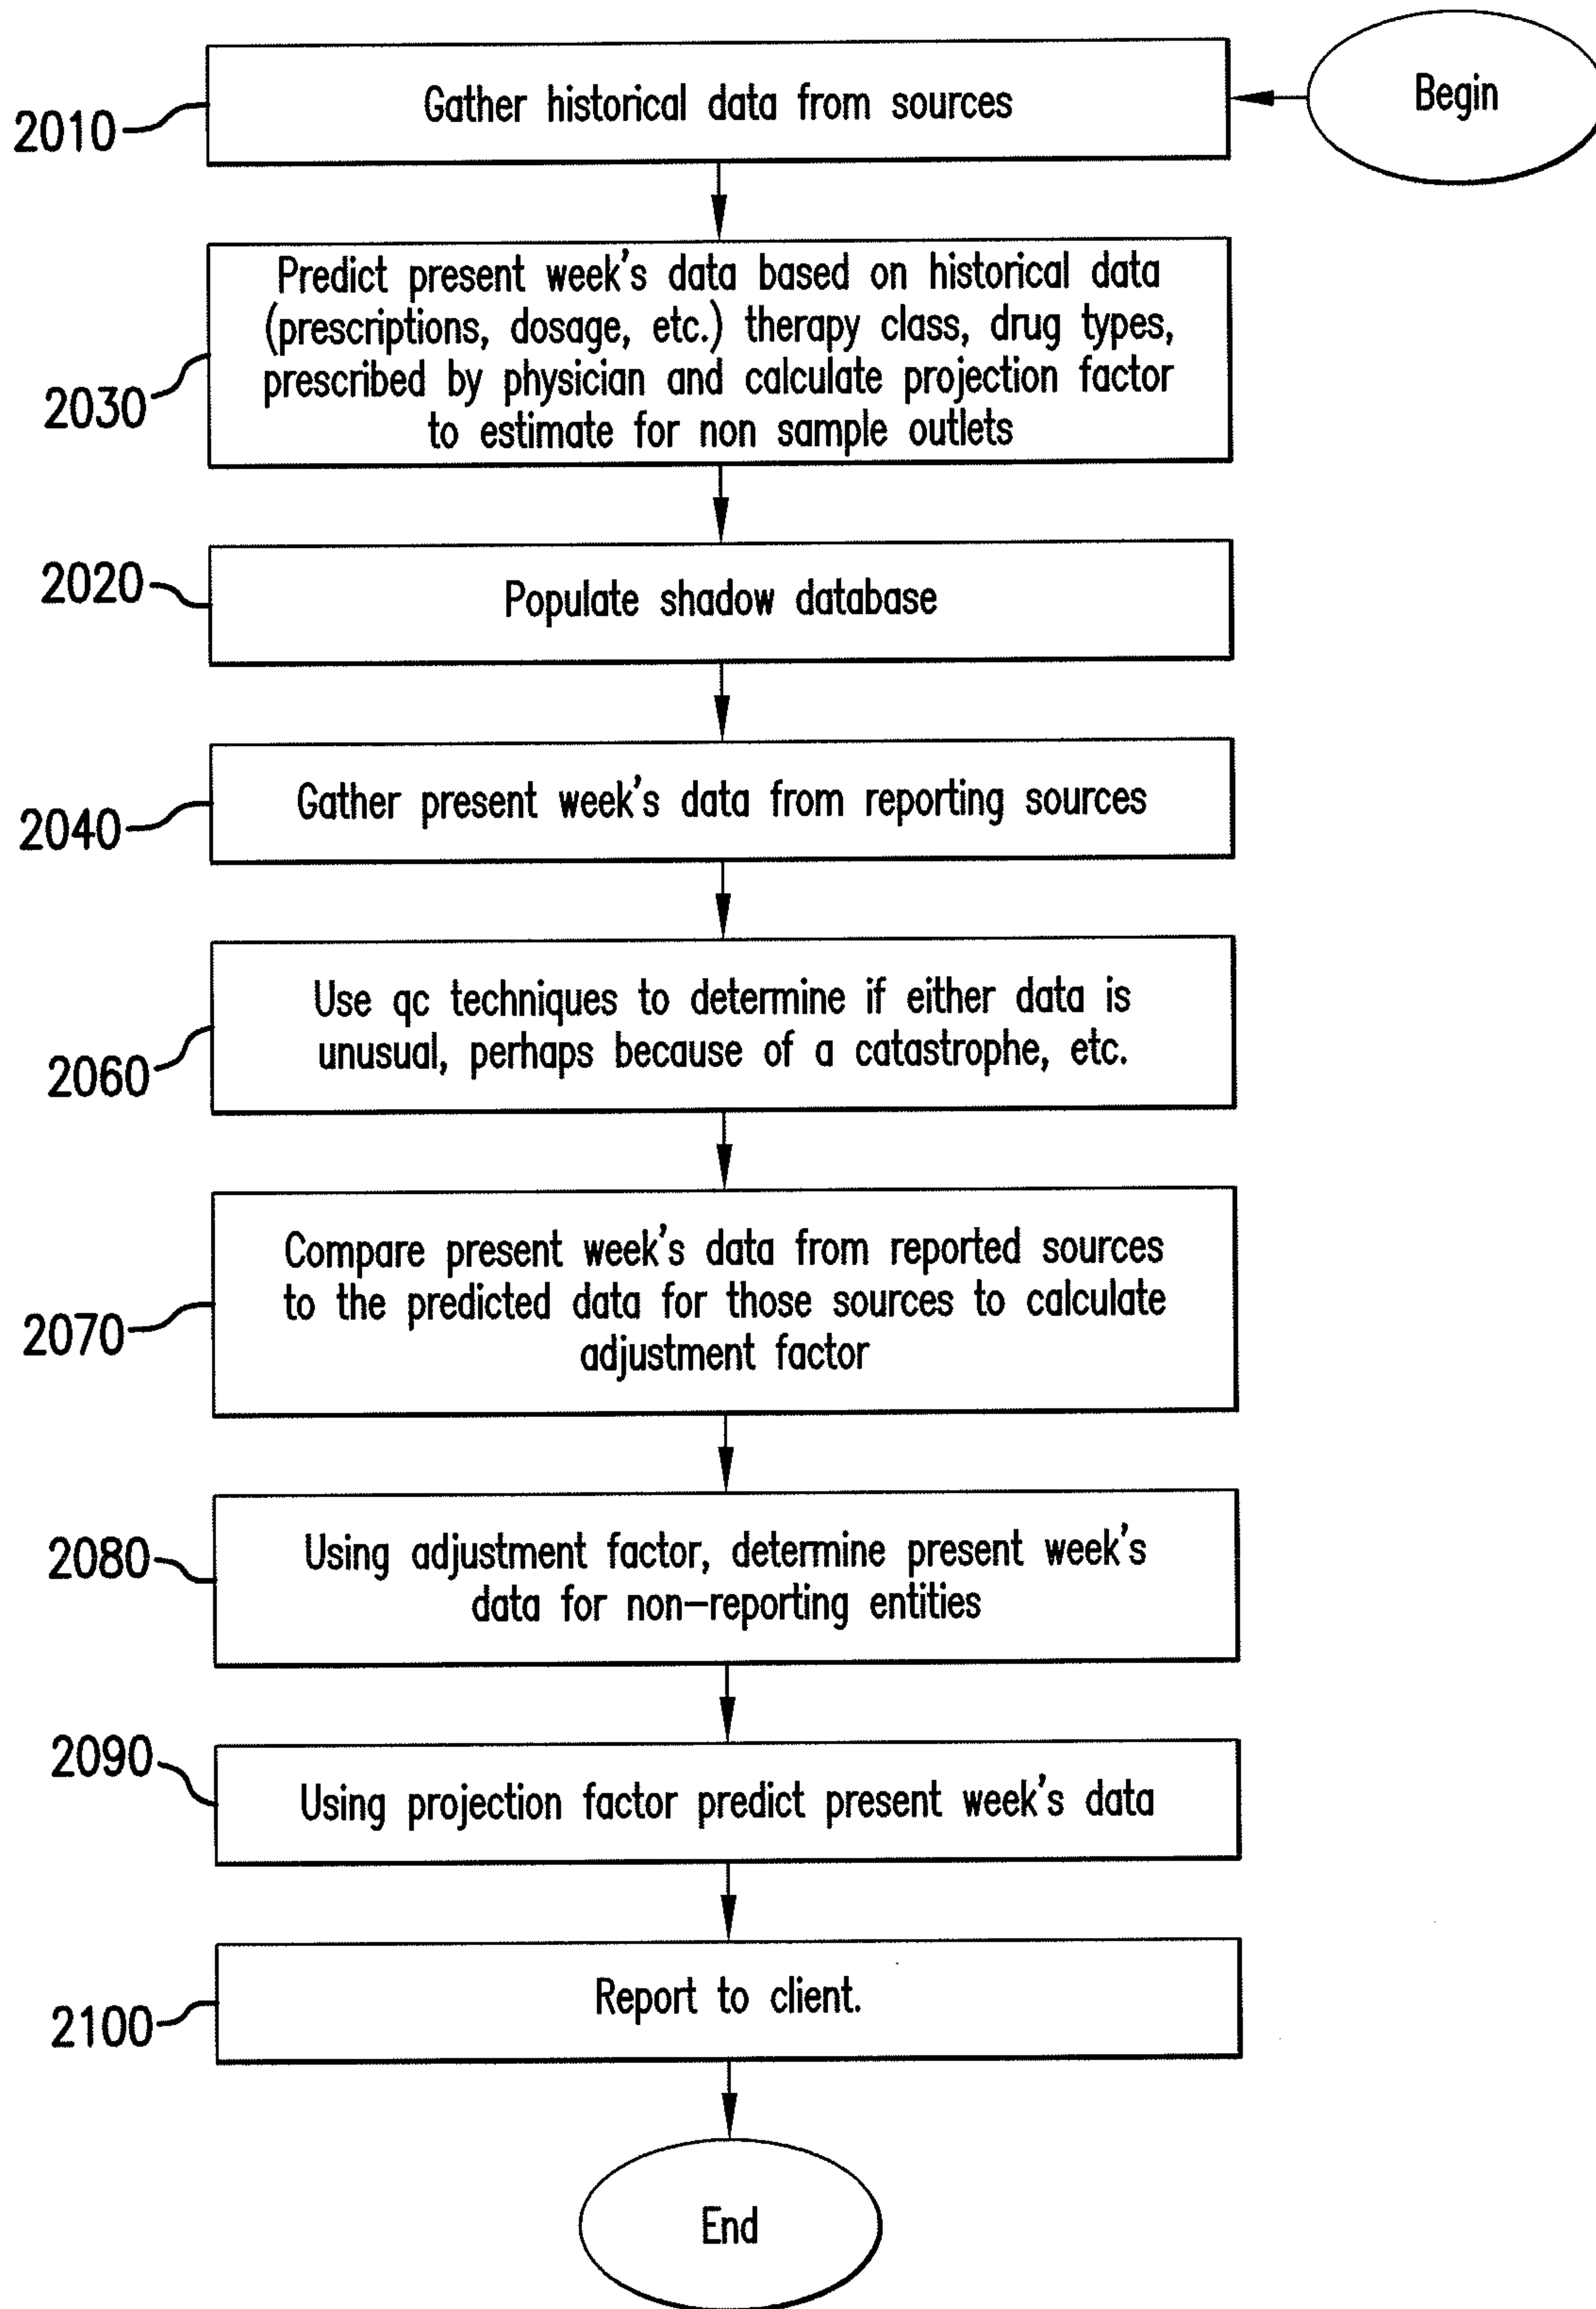 Begin
2010
Gather historical data from sources
2030
Predict present week's data based on historical data
(prescriptions, dosage, etc.) therapy class, drug types,
prescribed by physician and calculate projection factor
to estimate for non sample outlets
2020
Populate shadow database
2040
Gather present week's data from reporting sources
2060
Use qc techniques to determine if either data is
unusual, perhaps because of a catastrophe, etc.
2070
Compare present week's data from reported sources
to the predicted data for those sources to calculate
adjustment factor
2080
Using adjustment factor, determine present week's
data for non-reporting entities
2090
Using projection factor predict present week's data
2100
Report to client.
End